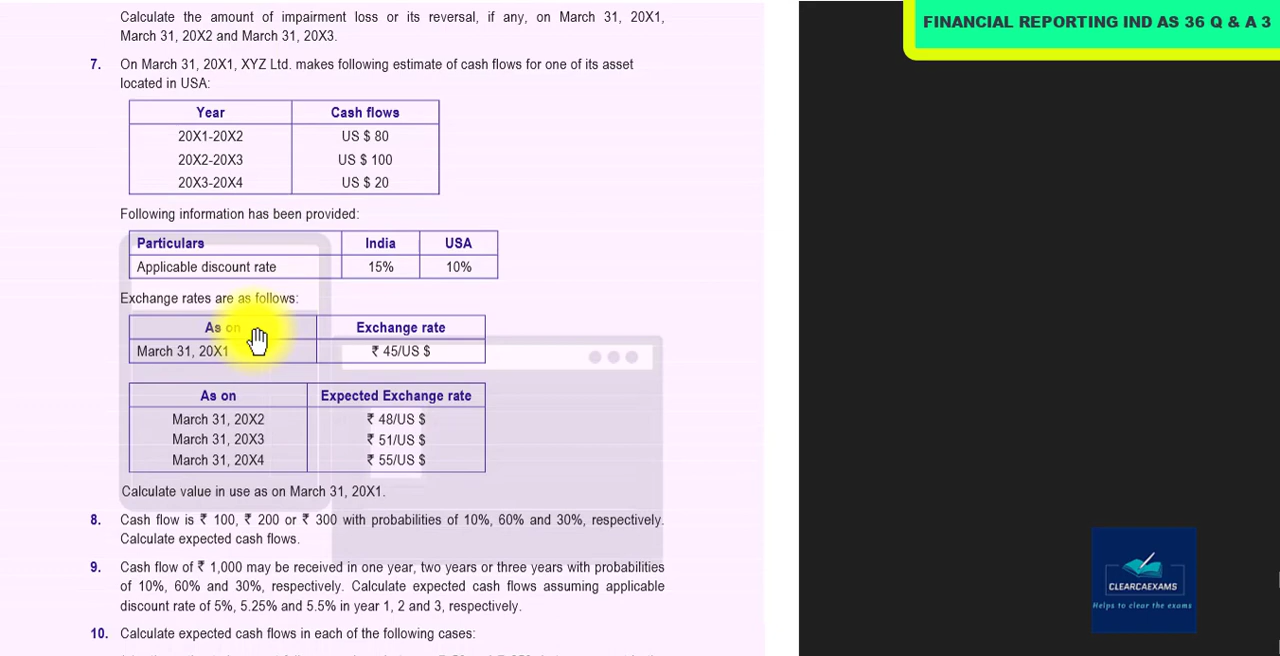 FINANCIAL REPORTING IND AS 36 Q & A 3
Calculate the amount of impairment loss or its reversal, if any, on March 31, 20X1,
March 31, 20X2 and March 31, 20X3.
7. On March 31, 20X1, XYZ Ltd. makes following estimate of cash flows for one of its asset
located in USA:
Year Cash flows
20X1-20X2 US $ 80
20X2-20X3 US $ 100
20X3-20X4 US $ 20
Following information has been provided:
Particulars India USA
Applicable discount rate 15% 10%
Exchange rates are as follows:
As on Exchange rate
March 31, 20X1 ₹ 45/US $
As on Expected Exchange rate
March 31, 20X2 ₹ 48/US $
March 31, 20X3 ₹ 51/US $
March 31, 20X4 ₹ 55/US $
Calculate value in use as on March 31, 20X1.
8. Cash flow is ₹ 100, ₹ 200 or ₹ 300 with probabilities of 10%, 60% and 30%, respectively.
Calculate expected cash flows.
9. Cash flow of ₹ 1,000 may be received in one year, two years or three years with probabilities
of 10%, 60% and 30%, respectively. Calculate expected cash flows assuming applicable
discount rate of 5%, 5.25% and 5.5% in year 1, 2 and 3, respectively.
10. Calculate expected cash flows in each of the following cases:
CLEARCAEXAMS
Helps to clear the exams